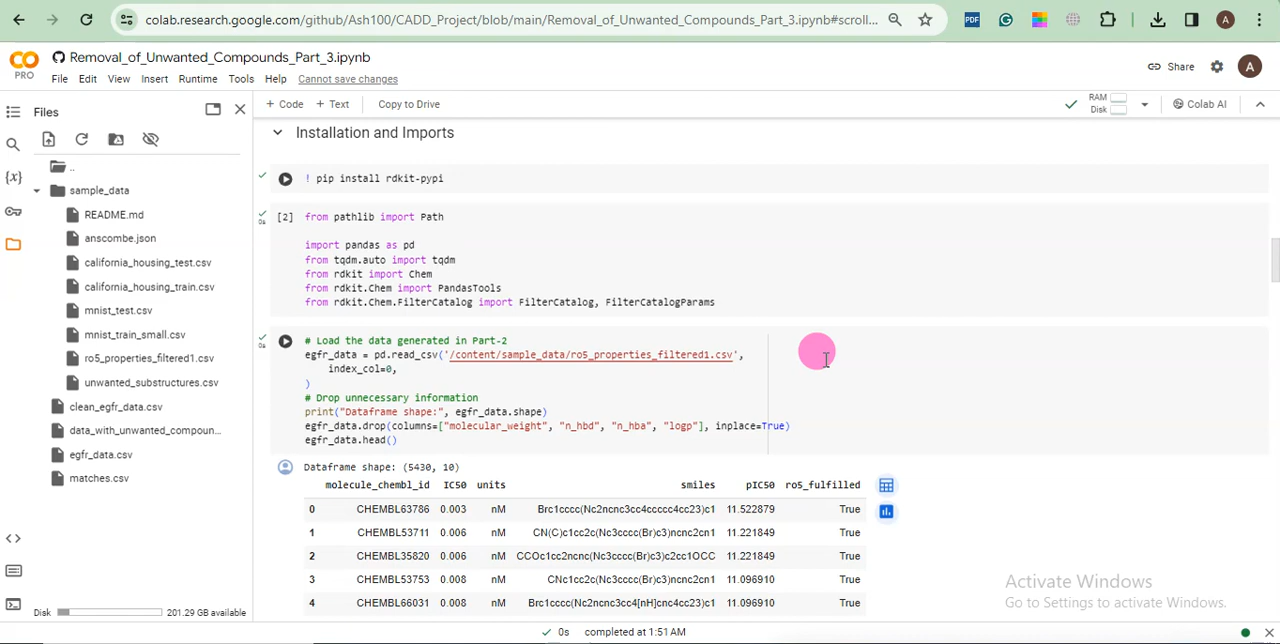 colab.research.google.com/github/Ash100/CADD_Project/blob/main/Removal_of_Unwanted_Compounds_Part_3.ipynb#scroll...
PDF
A
CO
PRO
Removal_of_Unwanted_Compounds_Part_3.ipynb
File Edit View Insert Runtime Tools Help Cannot save changes
Share
A
Files
+ Code + Text Copy to Drive
RAM
Disk
Colab AI
..
sample_data
README.md
anscombe.json
california_housing_test.csv
california_housing_train.csv
mnist_test.csv
mnist_train_small.csv
ro5_properties_filtered1.csv
unwanted_substructures.csv
clean_egfr_data.csv
data_with_unwanted_compoun...
egfr_data.csv
matches.csv
Disk 201.29 GB available
Installation and Imports
! pip install rdkit-pypi
0s [2] from pathlib import Path
import pandas as pd
from tqdm.auto import tqdm
from rdkit import Chem
from rdkit.Chem import PandasTools
from rdkit.Chem.FilterCatalog import FilterCatalog, FilterCatalogParams
0s # Load the data generated in Part-2
egfr_data = pd.read_csv('/content/sample_data/ro5_properties_filtered1.csv',
index_col=0,
)
# Drop unnecessary information
print("Dataframe shape:", egfr_data.shape)
egfr_data.drop(columns=["molecular_weight", "n_hbd", "n_hba", "logp"], inplace=True)
egfr_data.head()
Dataframe shape: (5430, 10)
molecule_chembl_id IC50 units smiles pIC50 ro5_fulfilled
0 CHEMBL63786 0.003 nM Brc1cccc(Nc2ncnc3cc4ccccc4cc23)c1 11.522879 True
1 CHEMBL53711 0.006 nM CN(C)c1cc2c(Nc3cccc(Br)c3)ncnc2cn1 11.221849 True
2 CHEMBL35820 0.006 nM CCOc1cc2ncnc(Nc3cccc(Br)c3)c2cc1OCC 11.221849 True
3 CHEMBL53753 0.008 nM CNc1cc2c(Nc3cccc(Br)c3)ncnc2cn1 11.096910 True
4 CHEMBL66031 0.008 nM Brc1cccc(Nc2ncnc3cc4[nH]cnc4cc23)c1 11.096910 True
Activate Windows
Go to Settings to activate Windows.
0s completed at 1:51AM